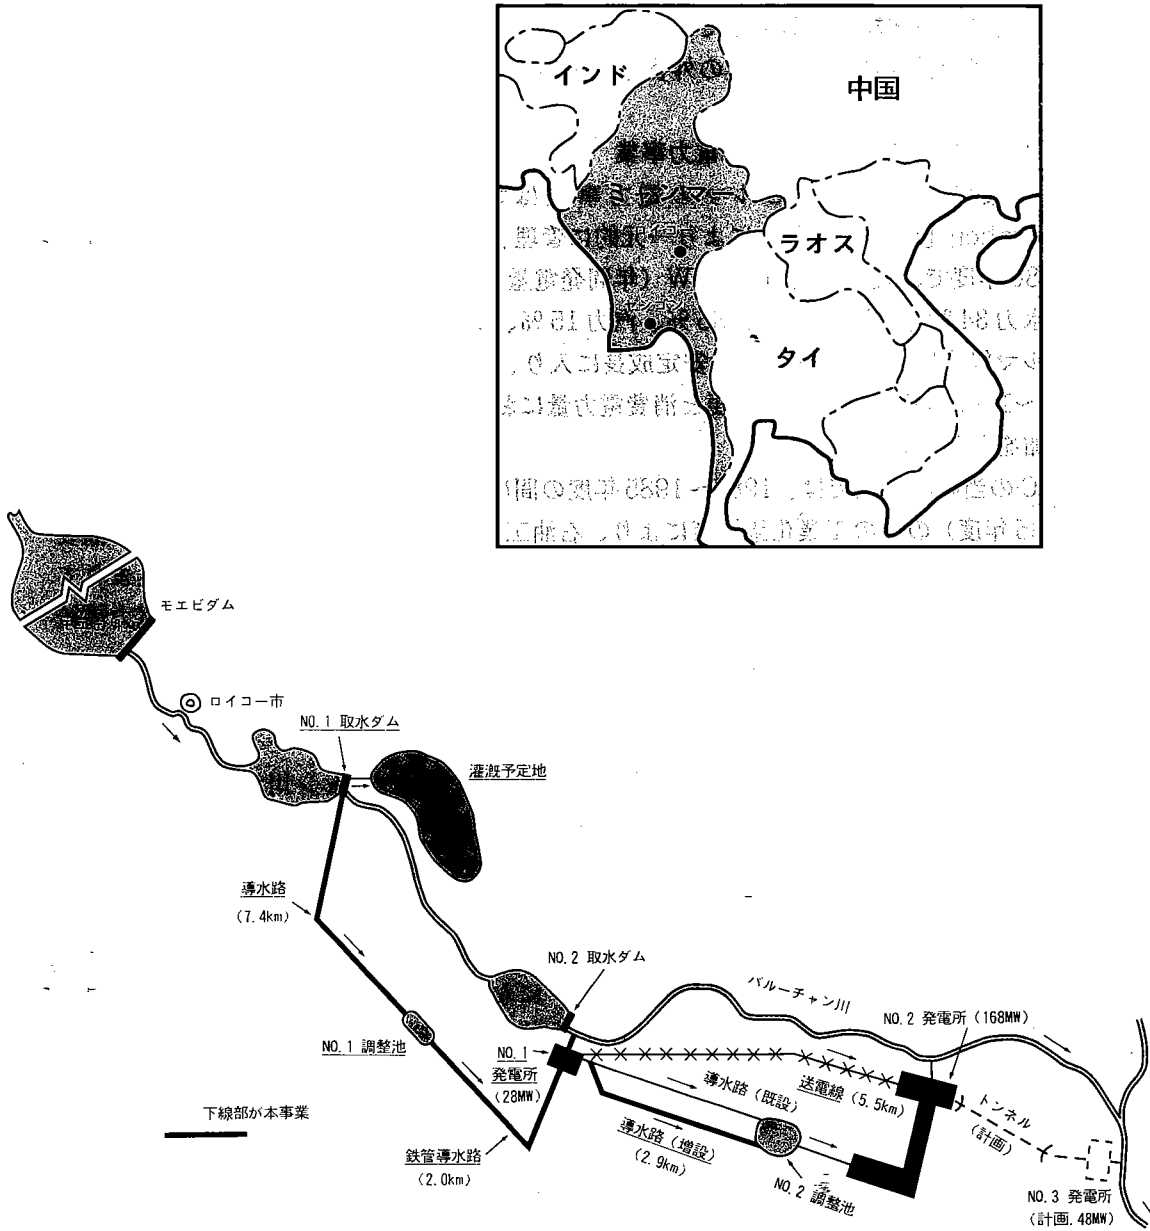 インド
中国
ミャンマー
ラオス
ヤンゴン
タイ
モエビダム
ロイコー市
NO.1 取水ダム
灌漑予定地
導水路
(7.4km)
NO.2 取水ダム
バルーチャン川
NO.2 発電所(168MW)
NO.1 調整池
NO.1
発電所
(28MW)
導水路(既設)
送電線(5.5km)
トンネル
(計画)
下線部が本事業
導水路(増設)
(2.9km)
鉄管導水路
(2.0km)
NO.2 調整池
NO.3 発電所
(計画.48MW)